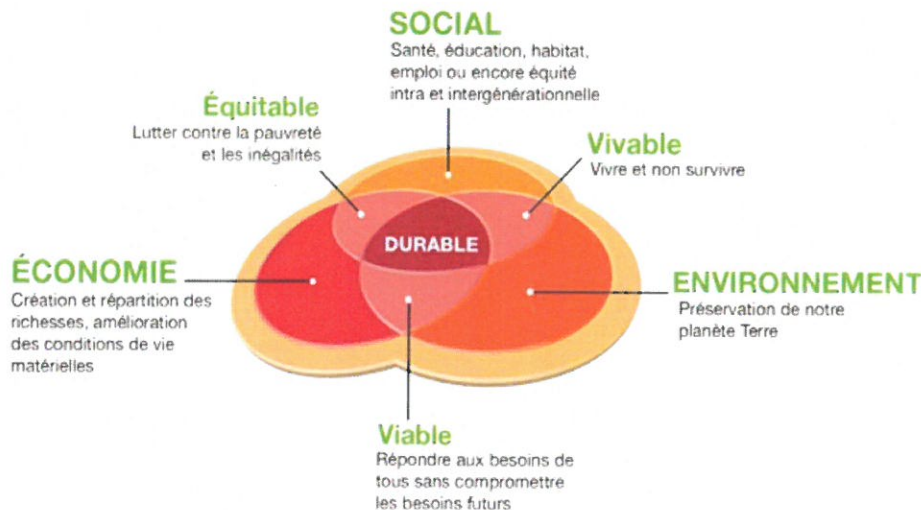 SOCIAL
Santé, éducation, habitat,
emploi ou encore équité
intra et intergénérationnelle
Équitable
Lutter contre la pauvreté
et les inégalités
Vivable
Vivre et non survivre
DURABLE
ÉCONOMIE
Création et répartition des
richesses, amélioration
des conditions de vie
matérielles
ENVIRONNEMENT
Préservation de notre
planète Terre
Viable
Répondre aux besoins de
tous sans compromettre
les besoins futurs